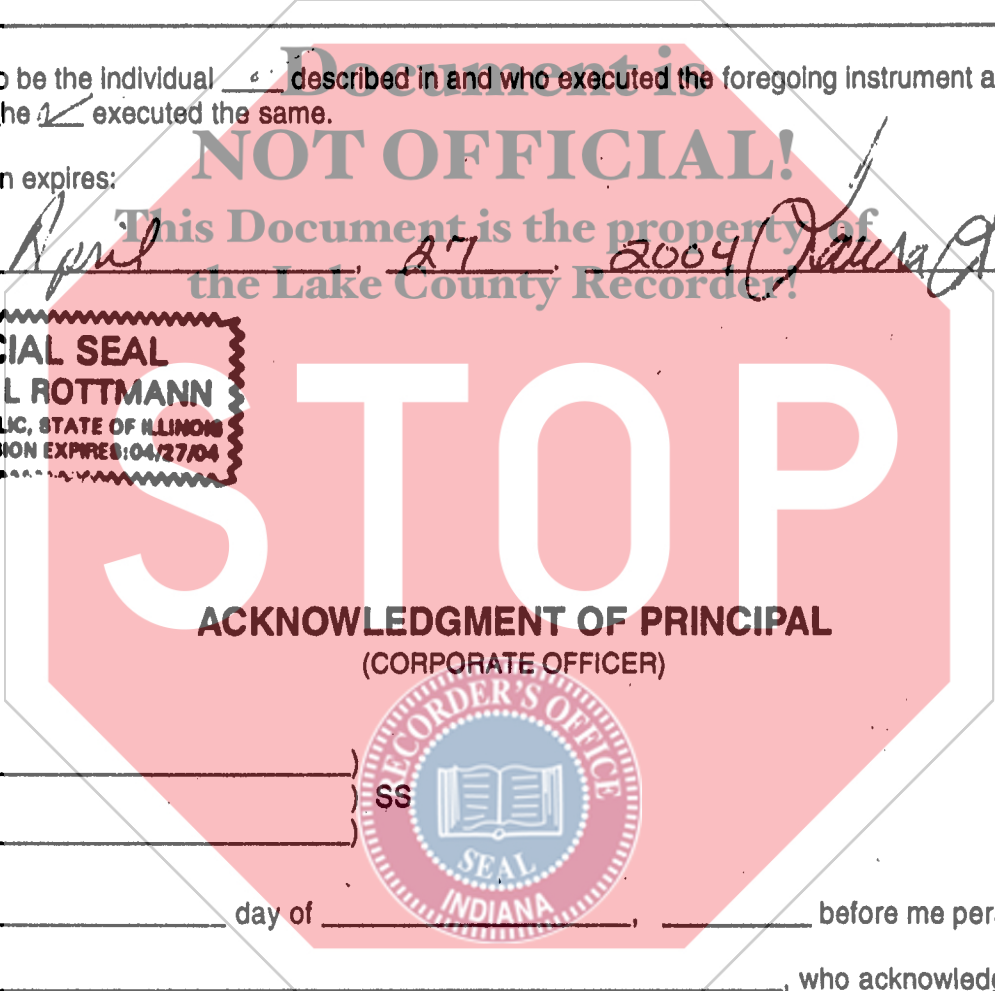 Document is
o be the individual described in and who executed the foregoing instrument a
he executed the same.
NOT OFFICIAL!
n expires:
This Document is the property of
April , 27 , 2004 Laura
the Lake County Recorder!
CIAL SEAL
L ROTTMANN
LIC, STATE OF ILLINOIS
ION EXPIRES:04/27/04
STOP
ACKNOWLEDGMENT OF PRINCIPAL
(CORPORATE OFFICER)
)
) SS
)
RECORDER'S OFFICE
SEAL
INDIANA
day of , before me per
, who acknowledg